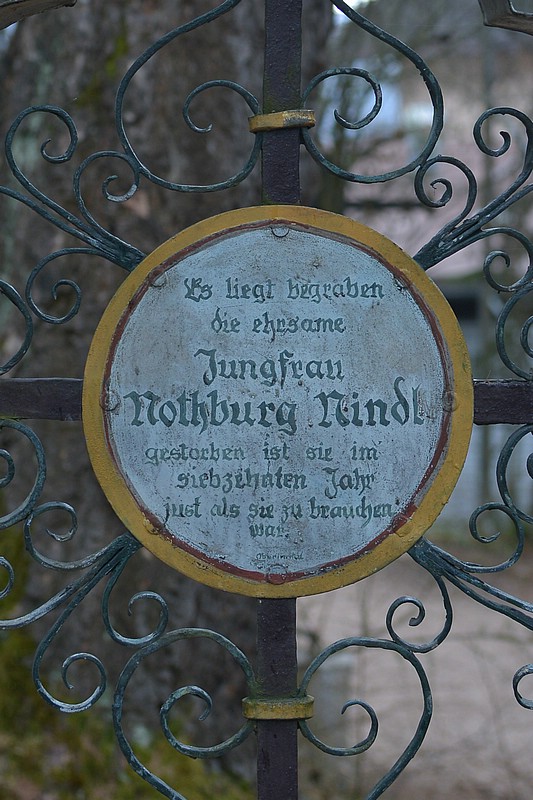 Es liegt begraben
die ehrsame
Jungfrau
Nothburg Nindl
gestorben ist sie im
siebzehnten Jahr
just als sie zu brauchen
war.